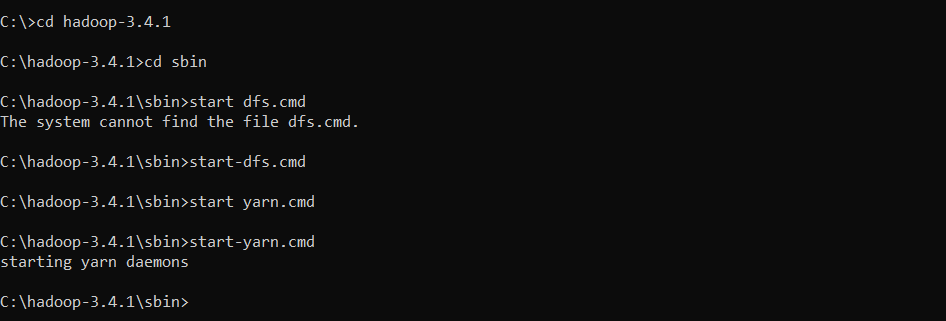 C:\>cd hadoop-3.4.1
C:\hadoop-3.4.1>cd sbin
C:\hadoop-3.4.1\sbin>start dfs.cmd
The system cannot find the file dfs.cmd.
C:\hadoop-3.4.1\sbin>start-dfs.cmd
C:\hadoop-3.4.1\sbin>start yarn.cmd
C:\hadoop-3.4.1\sbin>start-yarn.cmd
starting yarn daemons
C:\hadoop-3.4.1\sbin>